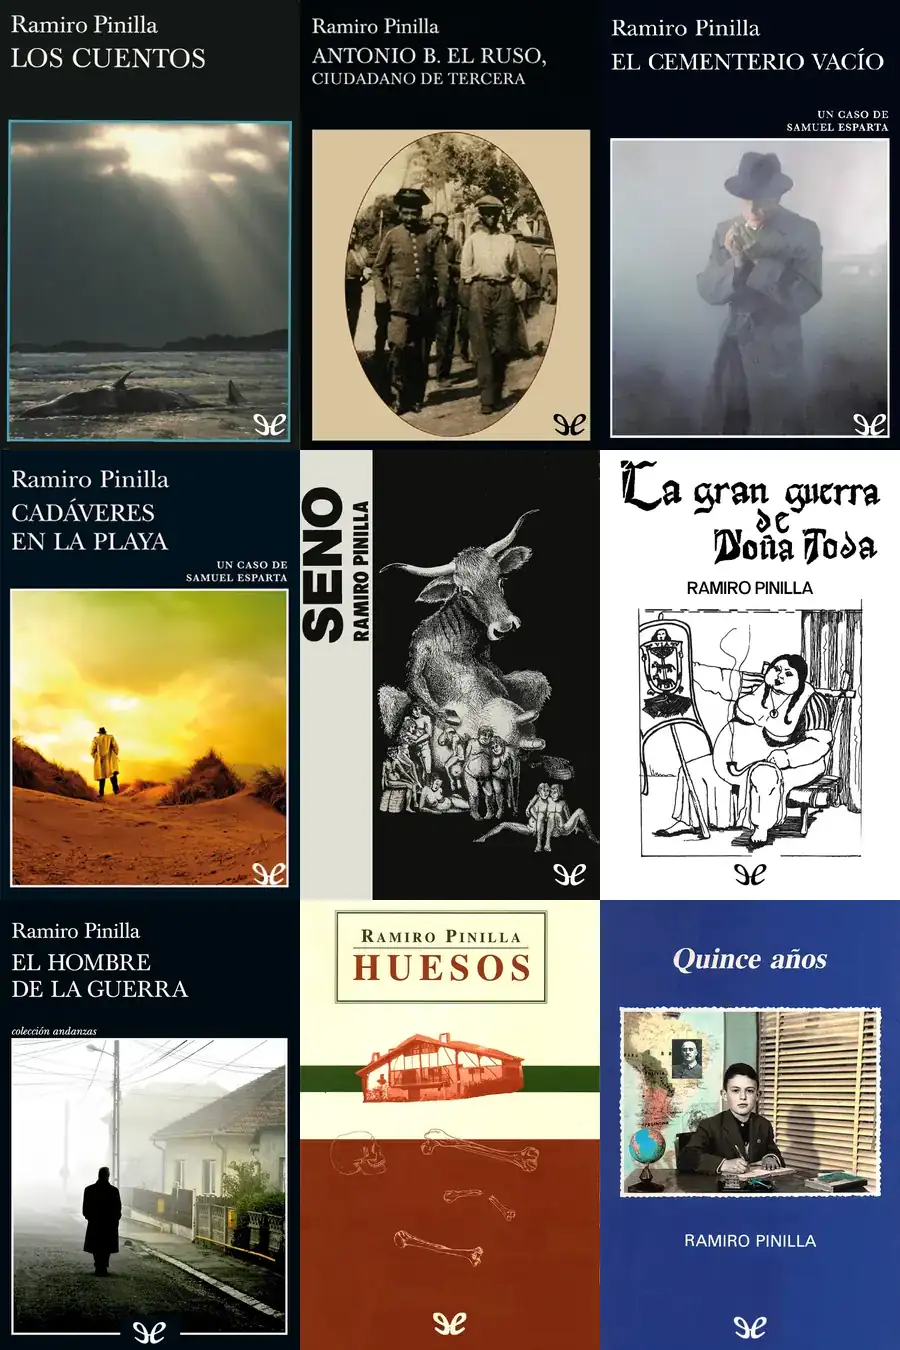 Ramiro Pinilla
LOS CUENTOS
Ramiro Pinilla
ANTONIO B. EL RUSO,
CIUDADANO DE TERCERA
Ramiro Pinilla
EL CEMENTERIO VACÍO
UN CASO DE
SAMUEL ESPARTA
Ramiro Pinilla
CADÁVERES
EN LA PLAYA
UN CASO DE
SAMUEL ESPARTA
SENO
RAMIRO PINILLA
La gran guerra
de
Doña Toda
RAMIRO PINILLA
Ramiro Pinilla
EL HOMBRE
DE LA GUERRA
colección andanzas
RAMIRO PINILLA
HUESOS
Quince años
RAMIRO PINILLA